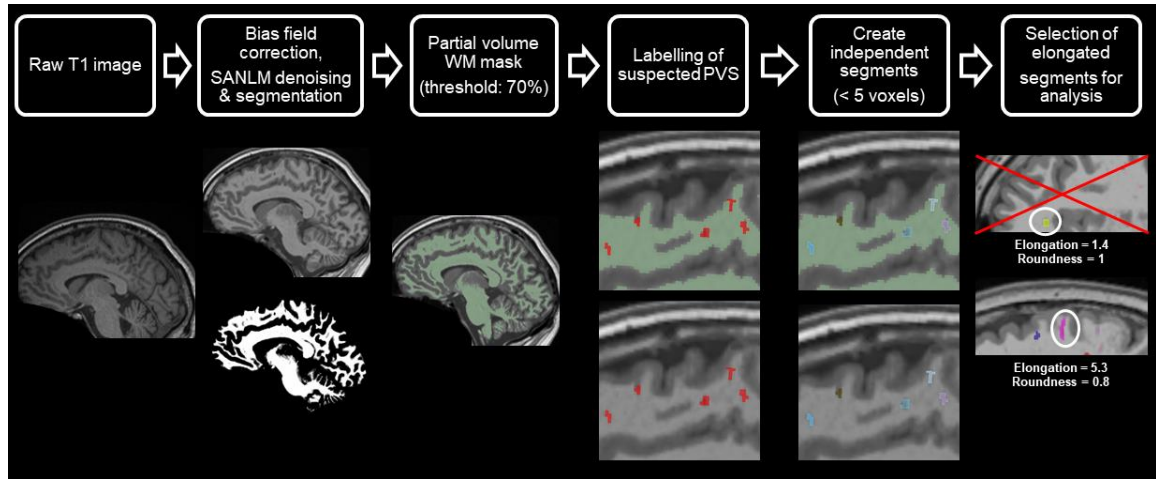 Raw T1 image
Bias field
correction,
SANLM denoising
& segmentation
Partial volume
WM mask
(threshold: 70%)
Labelling of
suspected PVS
Create
independent
segments
(< 5 voxels)
Selection of
elongated
segments for
analysis
Elongation = 1.4
Roundness = 1
Elongation = 5.3
Roundness = 0.8